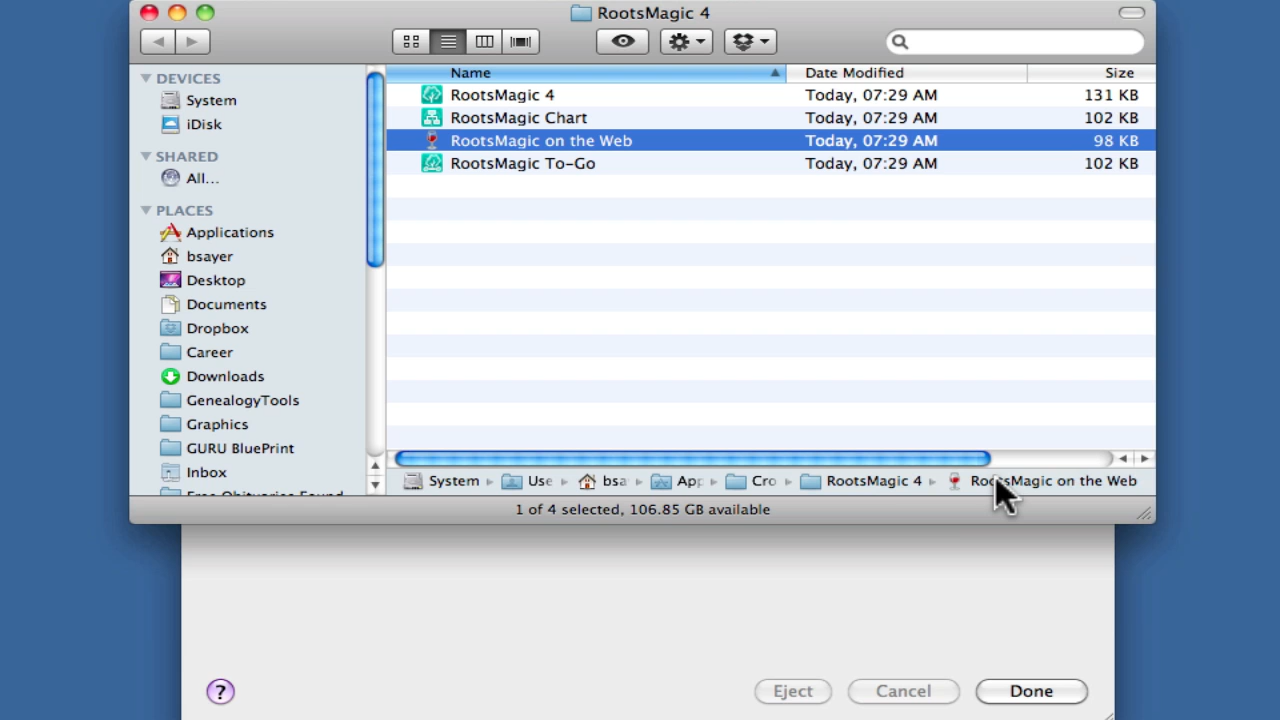 RootsMagic 4
Name Date Modified Size
DEVICES
System
iDisk
SHARED
All...
PLACES
Applications
bsayer
Desktop
Documents
Dropbox
Career
Downloads
GenealogyTools
Graphics
GURU BluePrint
Inbox
Free Obituaries Found
RootsMagic 4 Today, 07:29 AM 131 KB
RootsMagic Chart Today, 07:29 AM 102 KB
RootsMagic on the Web Today, 07:29 AM 98 KB
RootsMagic To-Go Today, 07:29 AM 102 KB
System Use bsa App Cro RootsMagic 4 RootsMagic on the Web
1 of 4 selected, 106.85 GB available
? Eject Cancel Done